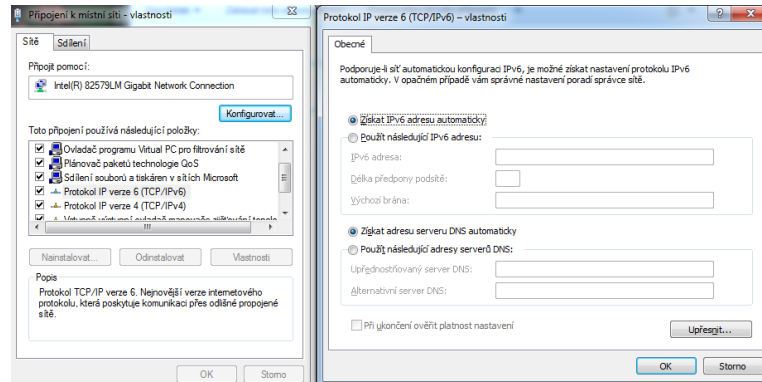 Připojení k místní síti - vlastnosti
Sítě
Sdílení
Připojit pomocí:
Intel(R) 82579LM Gigabit Network Connection
Konfigurovat...
Toto připojení používá následující položky:
Ovladač programu Virtual PC pro filtrování sítě
Plánovač paketů technologie QoS
Sdílení souborů a tiskáren v sítích Microsoft
Protokol IP verze 6 (TCP/IPv6)
Protokol IP verze 4 (TCP/IPv4)
Nainstalovat...
Odinstalovat
Vlastnosti
Popis
Protokol TCP/IP verze 6. Nejnovější verze internetového
protokolu, která poskytuje komunikaci přes odlišné propojené
sítě.
OK
Storno
Protokol IP verze 6 (TCP/IPv6) – vlastnosti
Obecné
Podporuje-li síť automatickou konfiguraci IPv6, je možné získat nastavení protokolu IPv6
automaticky. V opačném případě vám správné nastavení poradí správce sítě.
Získat IPv6 adresu automaticky
Použít následující IPv6 adresu:
IPv6 adresa:
Délka předpony podsítě:
Výchozí brána:
Získat adresu serveru DNS automaticky
Použít následující adresy serverů DNS:
Upřednostňovaný server DNS:
Alternativní server DNS:
Při ukončení ověřit platnost nastavení
Upřesnit...
OK
Storno